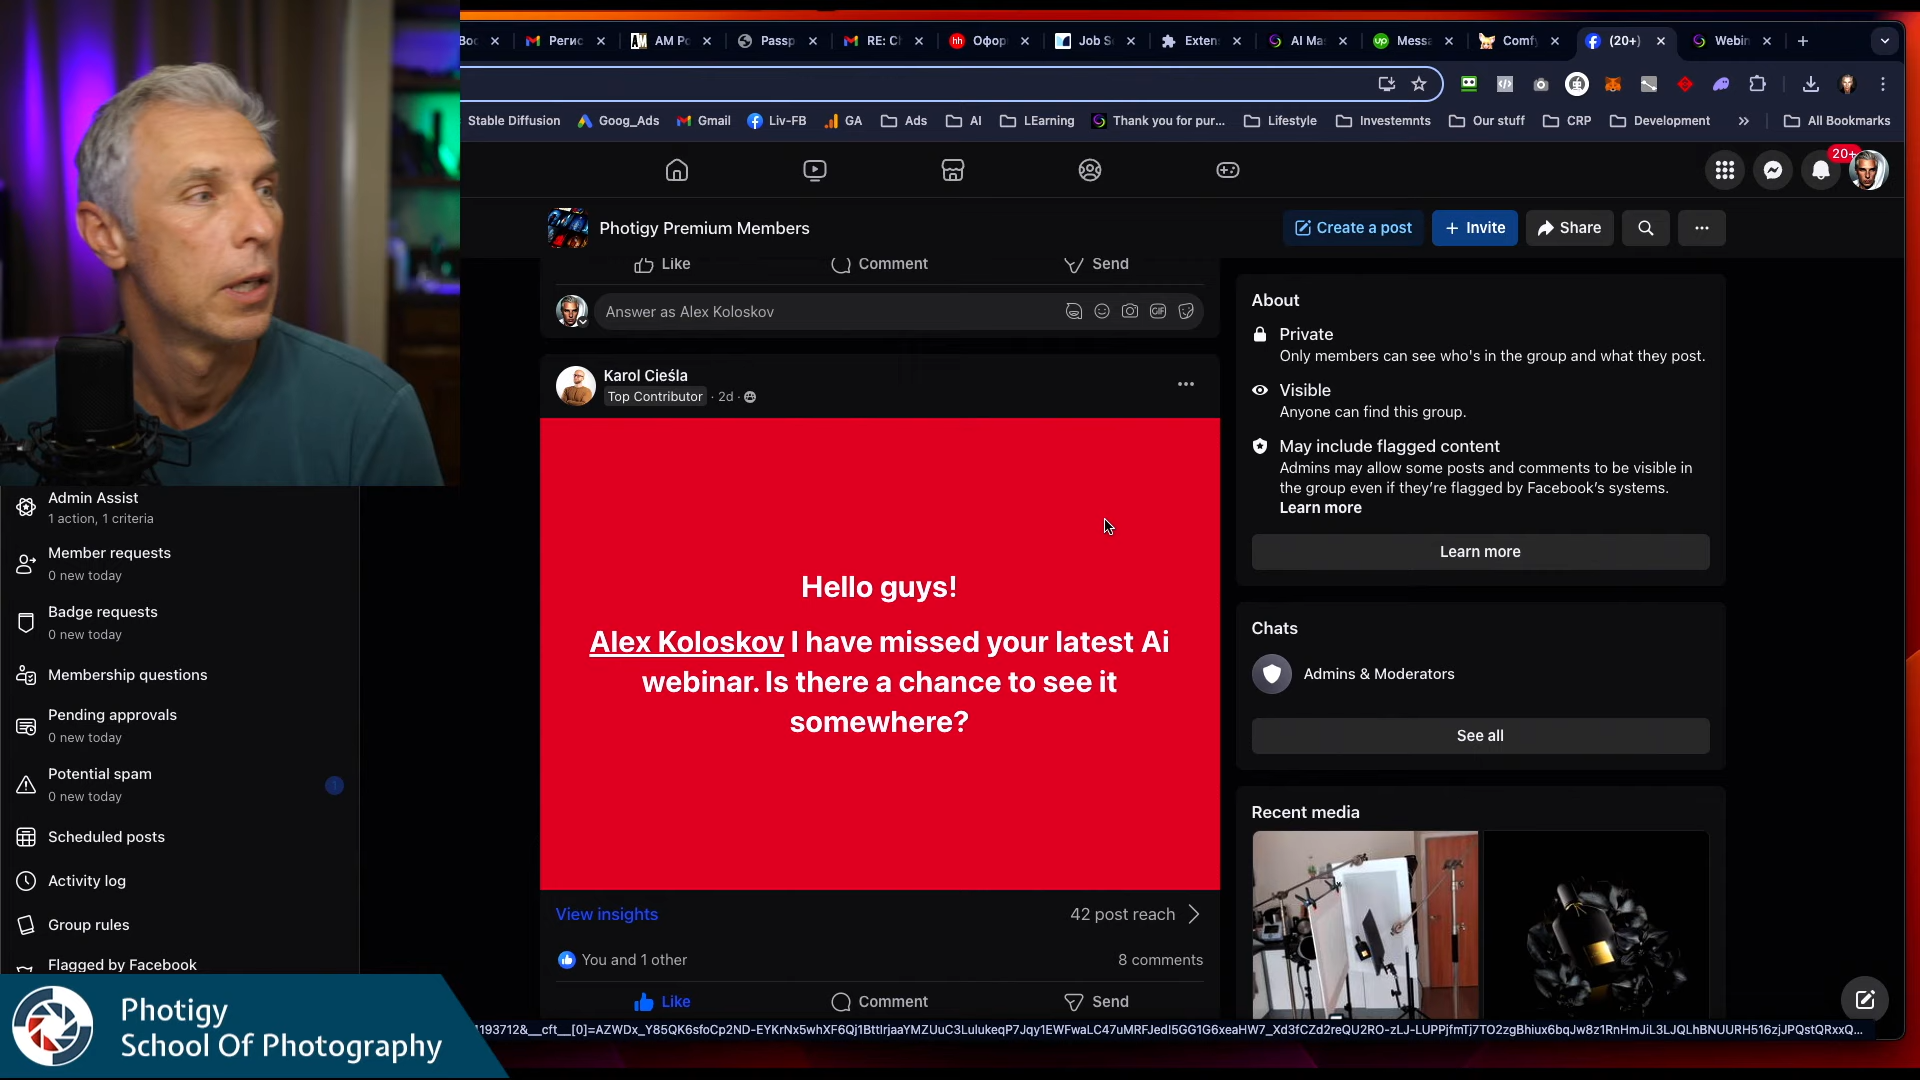 Регис
AM Po
Passp
RE: C
Офор
Job S
Exten
AI Ma
Messa
Comfy
(20+)
Webin
Stable Diffusion
Goog_Ads
Gmail
Liv-FB
GA
Ads
AI
LEarning
Thank you for pur...
Lifestyle
Investemnts
Our stuff
CRP
Development
All Bookmarks
20+
Photigy Premium Members
Create a post
Invite
Share
Like
Comment
Send
Answer as Alex Koloskov
Karol Cieśla
Top Contributor · 2d ·
Hello guys!
Alex Koloskov I have missed your latest Ai
webinar. Is there a chance to see it
somewhere?
View insights
42 post reach
You and 1 other
8 comments
Like
Comment
Send
About
Private
Only members can see who's in the group and what they post.
Visible
Anyone can find this group.
May include flagged content
Admins may allow some posts and comments to be visible in
the group even if they’re flagged by Facebook’s systems.
Learn more
Learn more
Chats
Admins & Moderators
See all
Recent media
Admin Assist
1 action, 1 criteria
Member requests
0 new today
Badge requests
0 new today
Membership questions
Pending approvals
0 new today
Potential spam
0 new today
1
Scheduled posts
Activity log
Group rules
Flagged by Facebook
Photigy
School Of Photography